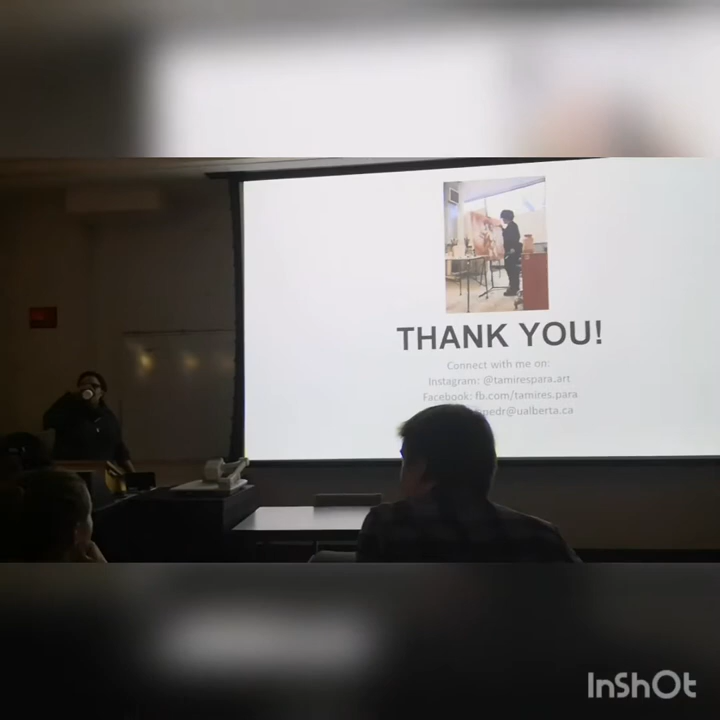 THANK YOU!
Connect with me on:
Instagram: @tamirespara.art
Facebook: fb.com/tamires.para
@ualberta.ca
InShOt